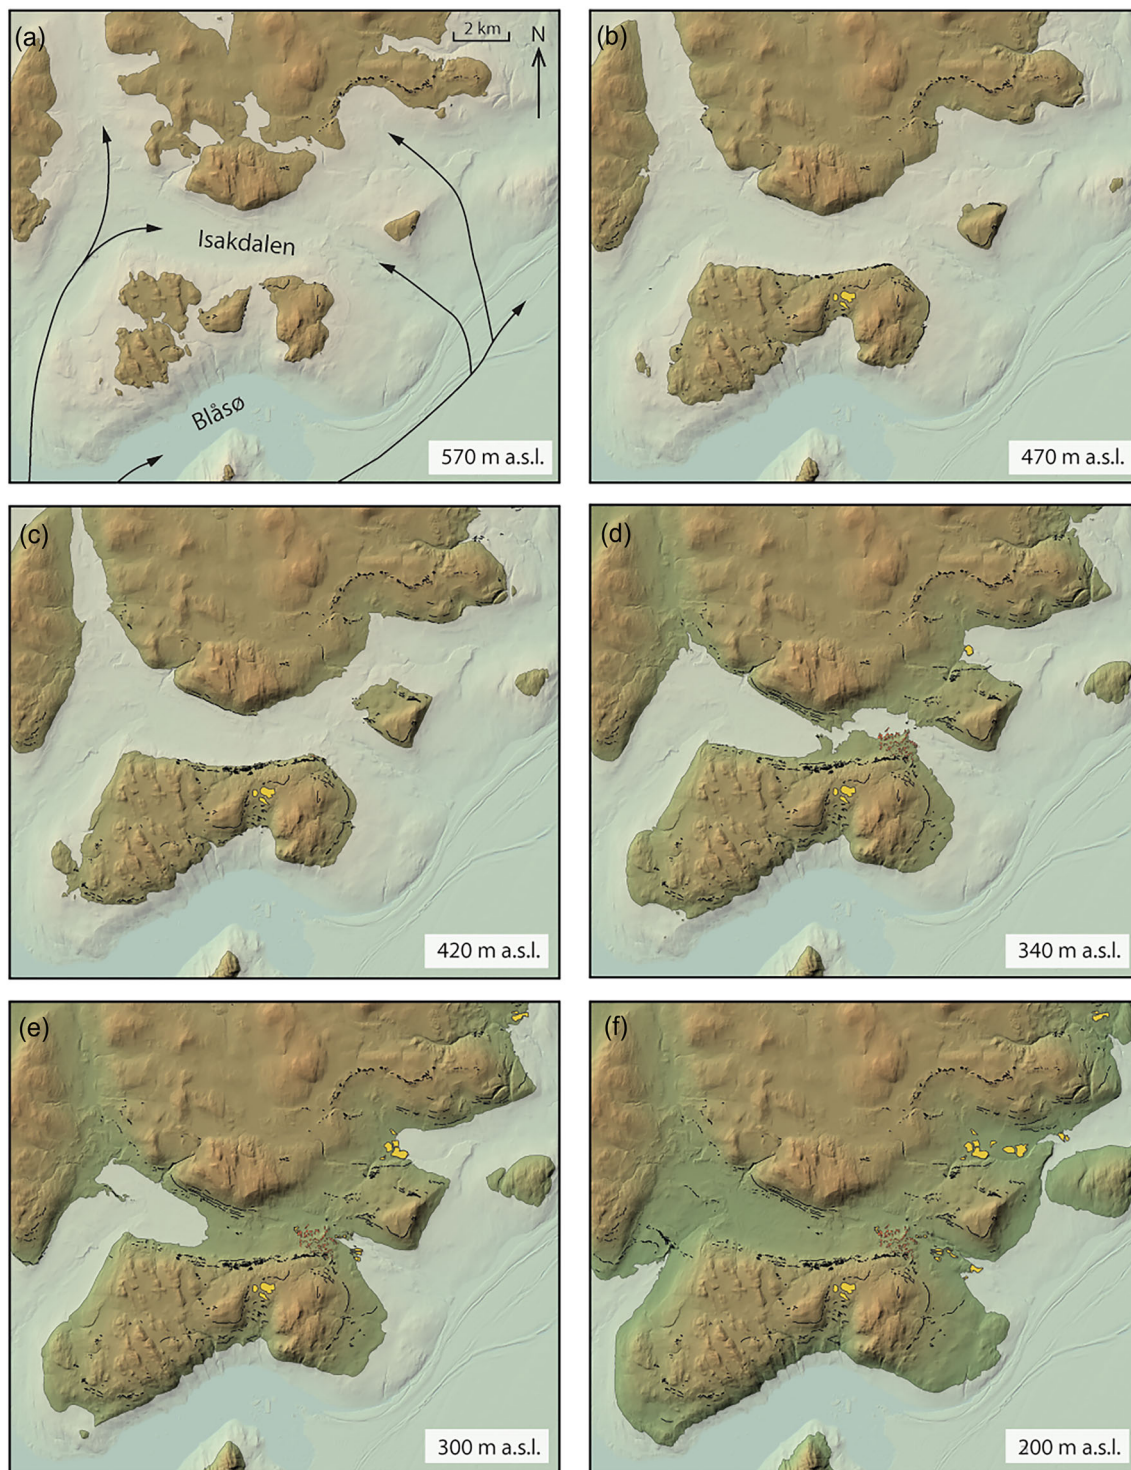 (a)
2 km
N
Isakdalen
Blåsø
570 m a.s.l.
(b)
470 m a.s.l.
(c)
420 m a.s.l.
(d)
340 m a.s.l.
(e)
300 m a.s.l.
(f)
200 m a.s.l.